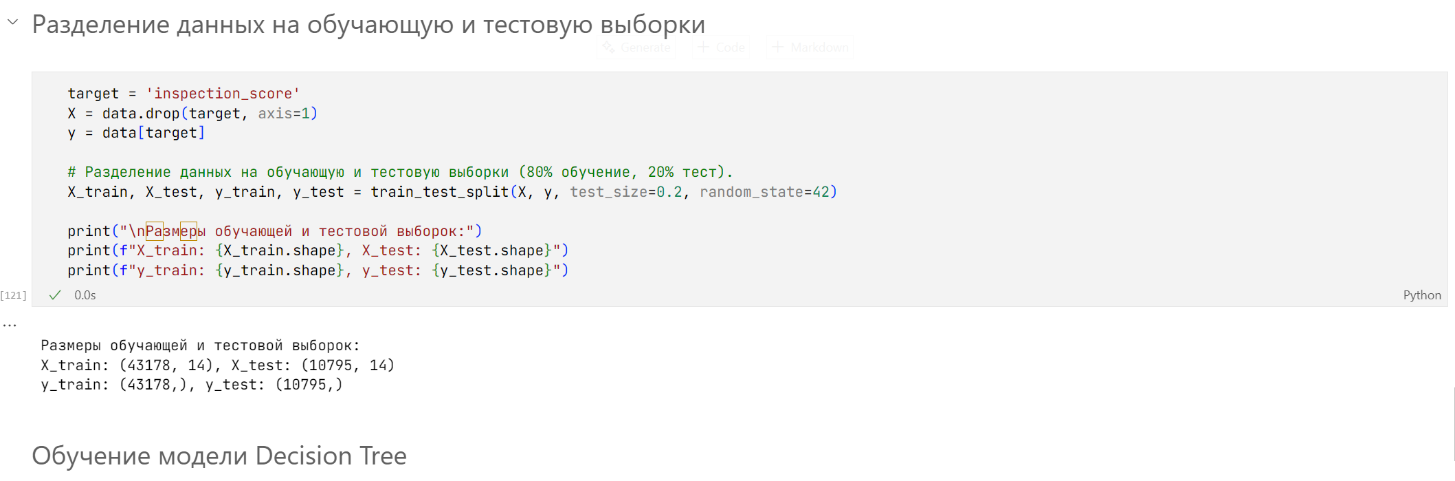 Разделение данных на обучающую и тестовую выборки
Generate + Code + Markdown
target = 'inspection_score'
X = data.drop(target, axis=1)
y = data[target]
# Разделение данных на обучающую и тестовую выборки (80% обучение, 20% тест).
X_train, X_test, y_train, y_test = train_test_split(X, y, test_size=0.2, random_state=42)
print("\nРазмеры обучающей и тестовой выборок:")
print(f"X_train: {X_train.shape}, X_test: {X_test.shape}")
print(f"y_train: {y_train.shape}, y_test: {y_test.shape}")
[121] ✓ 0.0s Python
...
Размеры обучающей и тестовой выборок:
X_train: (43178, 14), X_test: (10795, 14)
y_train: (43178,), y_test: (10795,)
Обучение модели Decision Tree